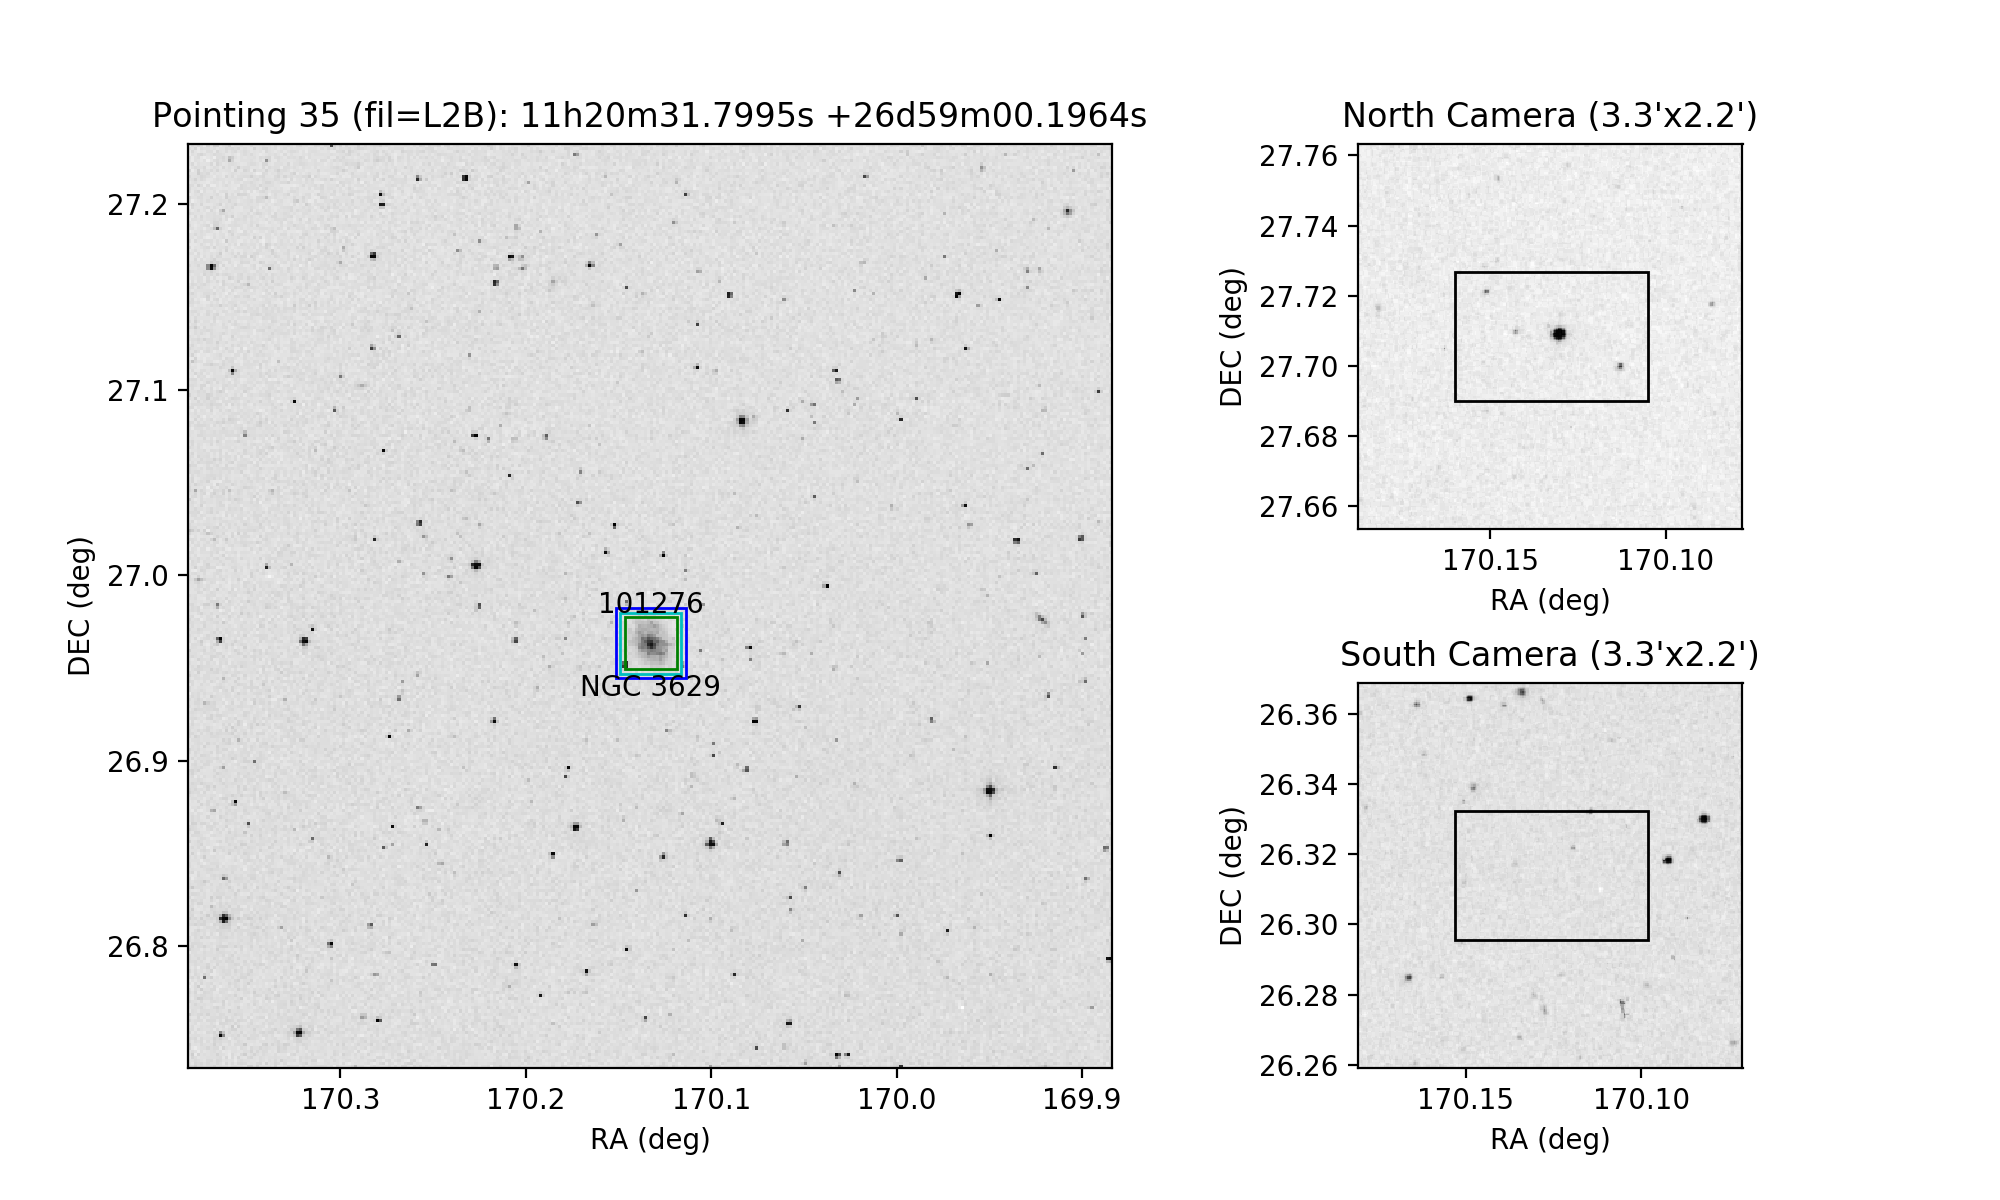 Pointing 35 (fil=L2B): 11h20m31.7995s +26d59m00.1964s
27.2
27.1
27.0
26.9
26.8
DEC (deg)
101276
NGC 3629
170.3 170.2 170.1 170.0 169.9
RA (deg)
North Camera (3.3'x2.2')
27.76
27.74
27.72
27.70
27.68
27.66
DEC (deg)
170.15 170.10
RA (deg)
South Camera (3.3'x2.2')
26.36
26.34
26.32
26.30
26.28
26.26
DEC (deg)
170.15 170.10
RA (deg)